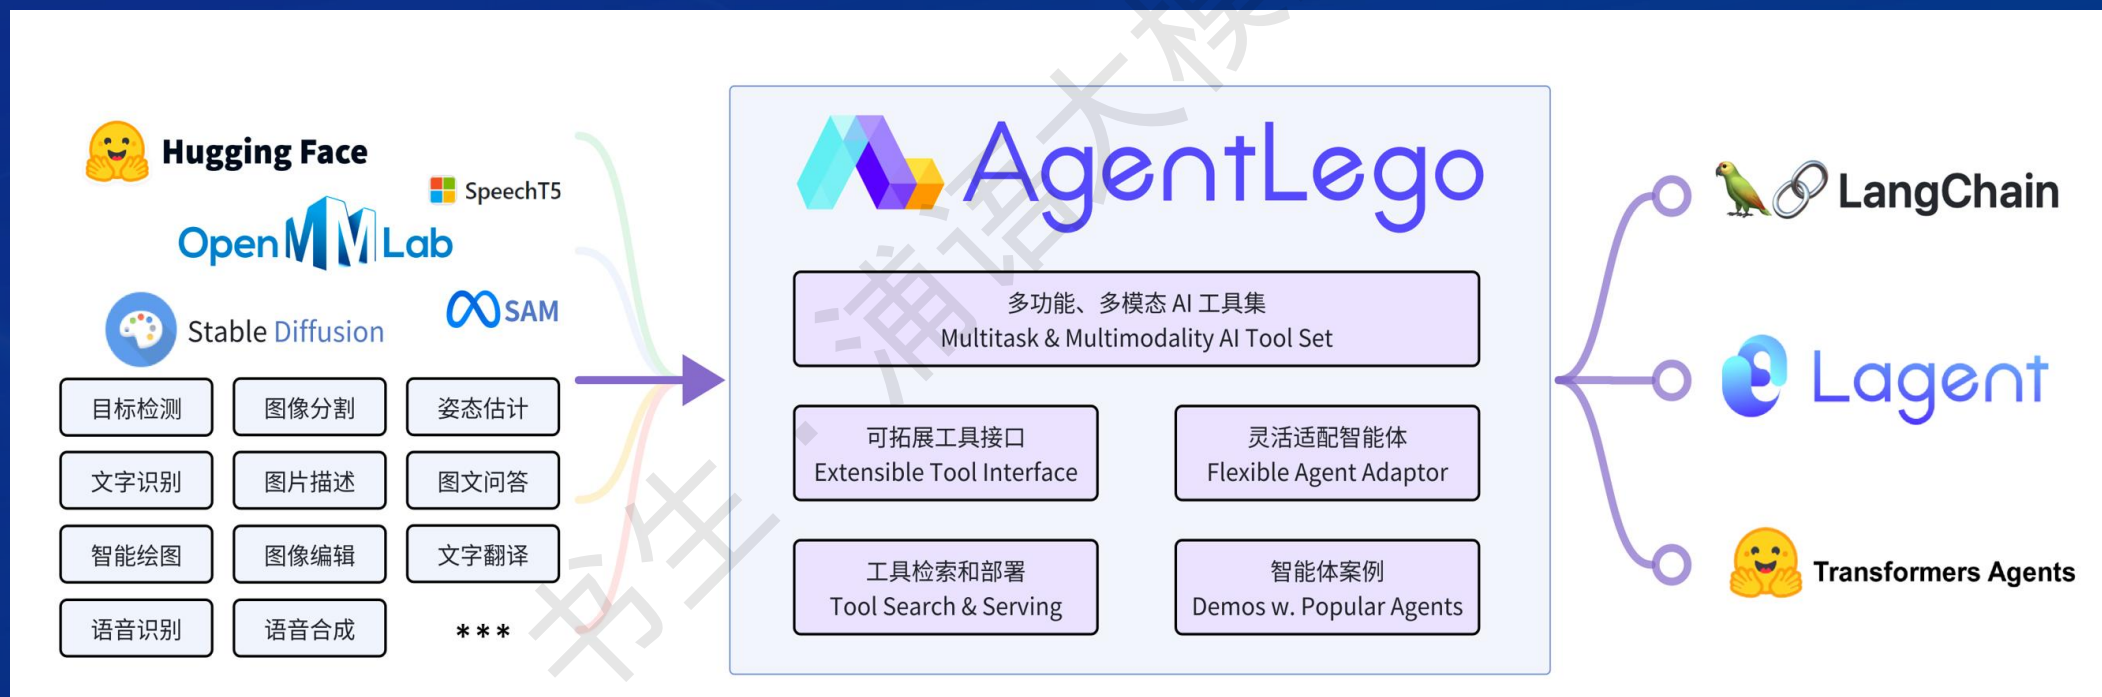 Hugging Face
SpeechT5
OpenMMLab
Stable Diffusion
SAM
目标检测
图像分割
姿态估计
文字识别
图片描述
图文问答
智能绘图
图像编辑
文字翻译
语音识别
语音合成
***
AgentLego
多功能、多模态 AI 工具集
Multitask & Multimodality AI Tool Set
可拓展工具接口
Extensible Tool Interface
灵活适配智能体
Flexible Agent Adaptor
工具检索和部署
Tool Search & Serving
智能体案例
Demos w. Popular Agents
LangChain
Lagent
Transformers Agents
书生·浦语大模